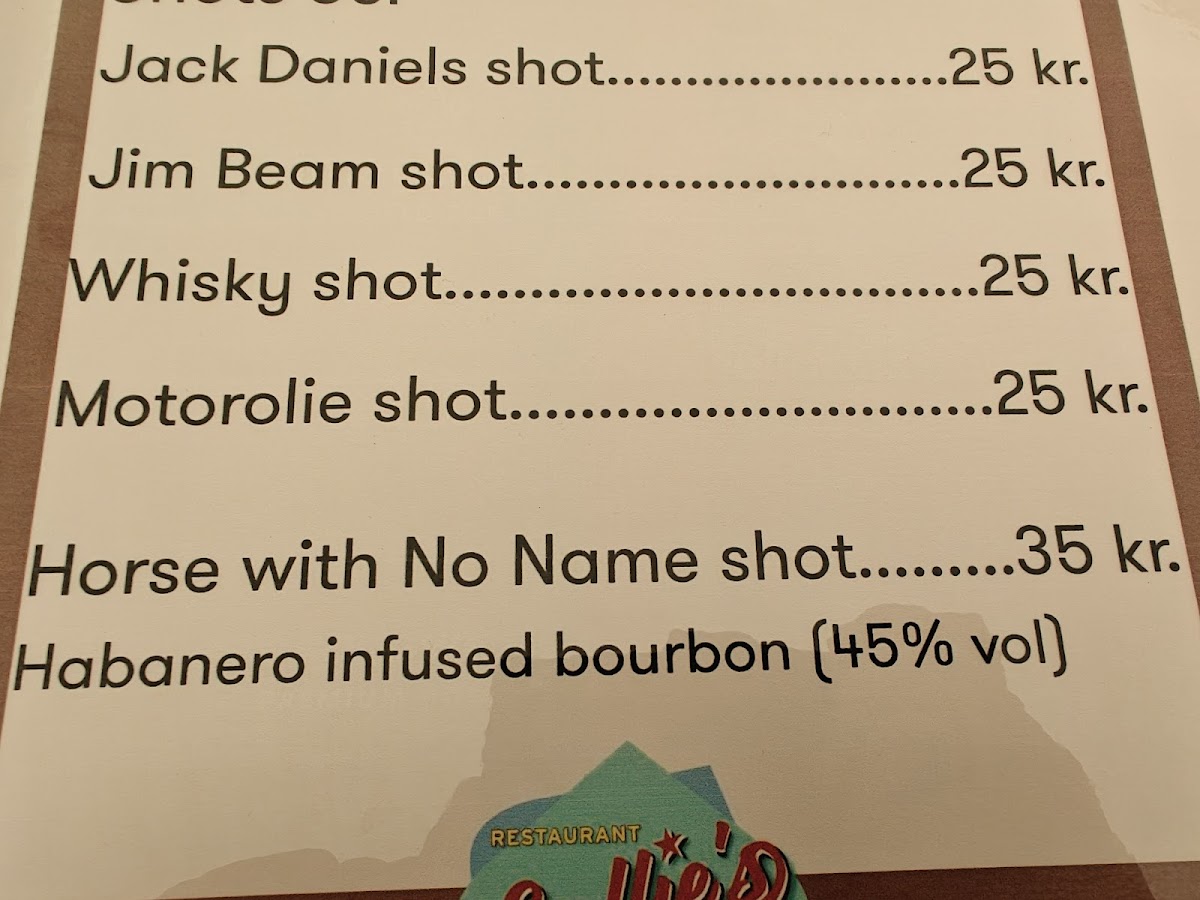 Jack Daniels shot......................25 kr.
Jim Beam shot...........................25 kr.
Whisky shot.................................25 kr.
Motorolie shot.............................25 kr.
Horse with No Name shot.........35 kr.
Habanero infused bourbon (45% vol)
RESTAURANT